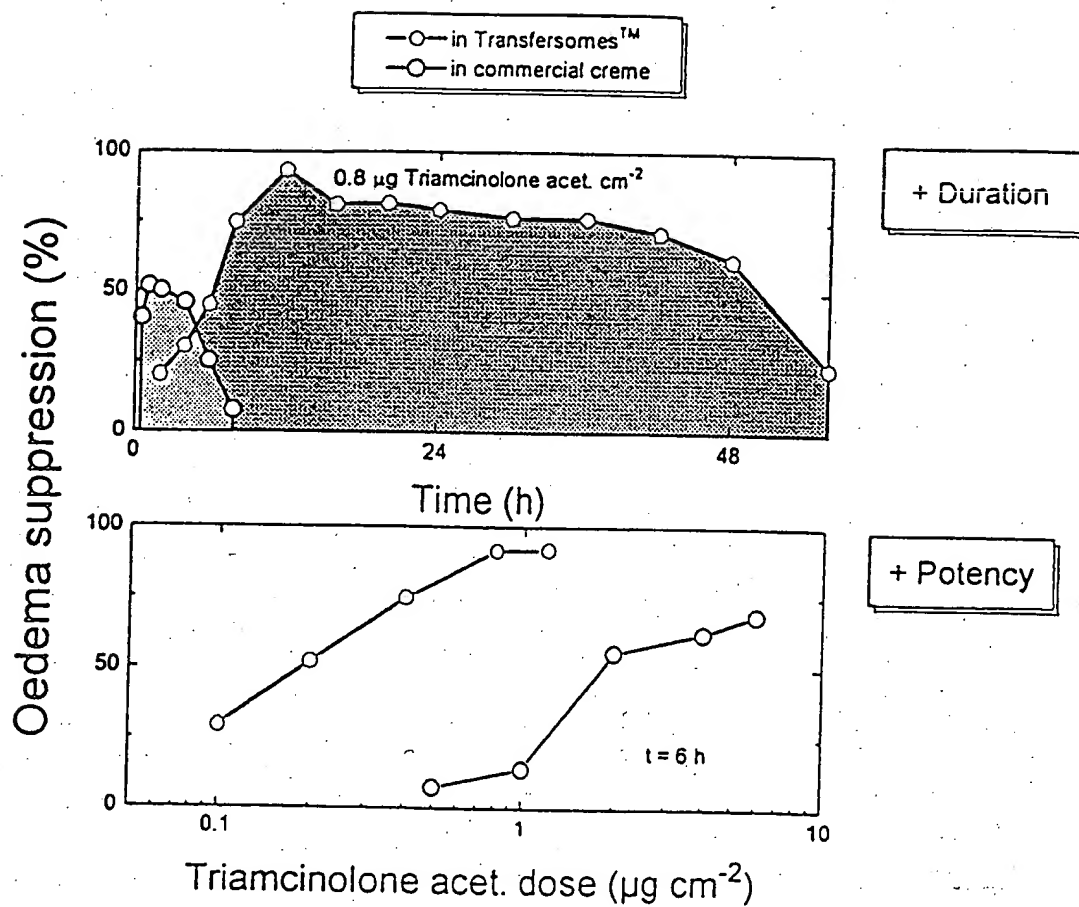 in Transfersomes™
in commercial creme
Oedema suppression (%)
100
50
0
0.8 µg Triamcinolone acet. cm⁻²
0
24
48
Time (h)
+ Duration
100
50
0
t = 6 h
0.1
1
10
Triamcinolone acet. dose (µg cm⁻²)
+ Potency